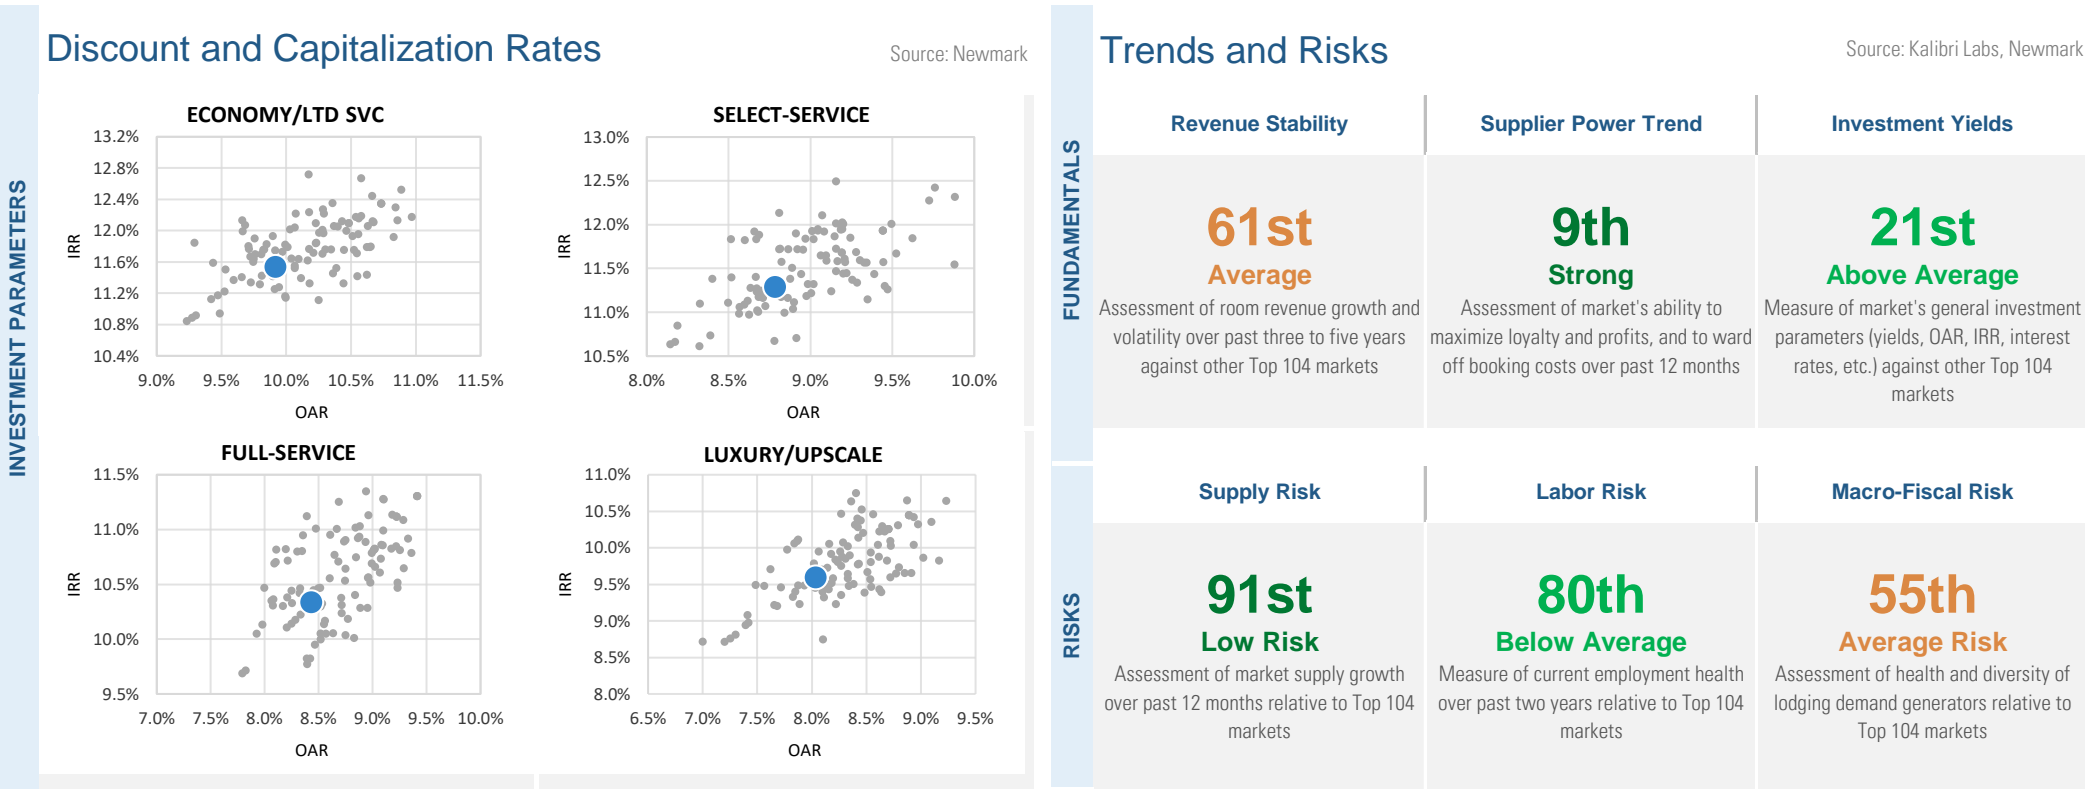 INVESTMENT PARAMETERS
Discount and Capitalization Rates
Source: Newmark
ECONOMY/LTD SVC
13.2%
12.8%
12.4%
12.0%
11.6%
11.2%
10.8%
10.4%
IRR
9.0% 9.5% 10.0% 10.5% 11.0% 11.5%
OAR
SELECT-SERVICE
13.0%
12.5%
12.0%
11.5%
11.0%
10.5%
IRR
8.0% 8.5% 9.0% 9.5% 10.0%
OAR
FULL-SERVICE
11.5%
11.0%
10.5%
10.0%
9.5%
IRR
7.0% 7.5% 8.0% 8.5% 9.0% 9.5% 10.0%
OAR
LUXURY/UPSCALE
11.0%
10.5%
10.0%
9.5%
9.0%
8.5%
8.0%
IRR
6.5% 7.0% 7.5% 8.0% 8.5% 9.0% 9.5%
OAR
Trends and Risks
Source: Kalibri Labs, Newmark
FUNDAMENTALS
Revenue Stability
61st
Average
Assessment of room revenue growth and
volatility over past three to five years
against other Top 104 markets
Supplier Power Trend
9th
Strong
Assessment of market's ability to
maximize loyalty and profits, and to ward
off booking costs over past 12 months
Investment Yields
21st
Above Average
Measure of market's general investment
parameters (yields, OAR, IRR, interest
rates, etc.) against other Top 104
markets
RISKS
Supply Risk
91st
Low Risk
Assessment of market supply growth
over past 12 months relative to Top 104
markets
Labor Risk
80th
Below Average
Measure of current employment health
over past two years relative to Top 104
markets
Macro-Fiscal Risk
55th
Average Risk
Assessment of health and diversity of
lodging demand generators relative to
Top 104 markets